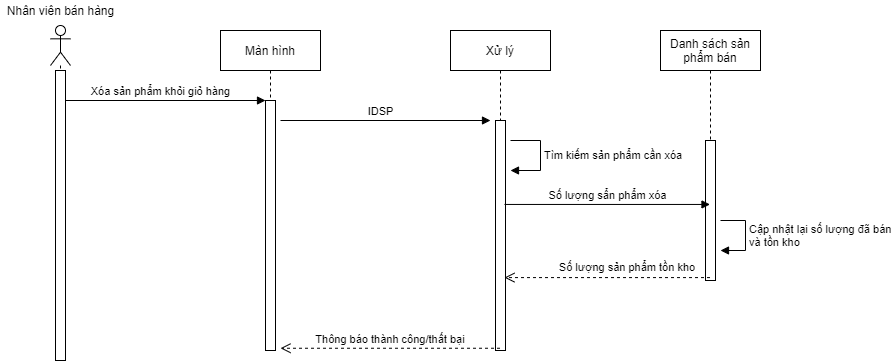 Nhân viên bán hàng
Màn hình
Xử lý
Danh sách sản
phẩm bán
Xóa sản phẩm khỏi giỏ hàng
IDSP
Tìm kiếm sản phẩm cần xóa
Số lượng sẩn phẩm xóa
Cập nhật lại số lượng đã bán
và tồn kho
Số lượng sản phẩm tồn kho
Thông báo thành công/thất bại